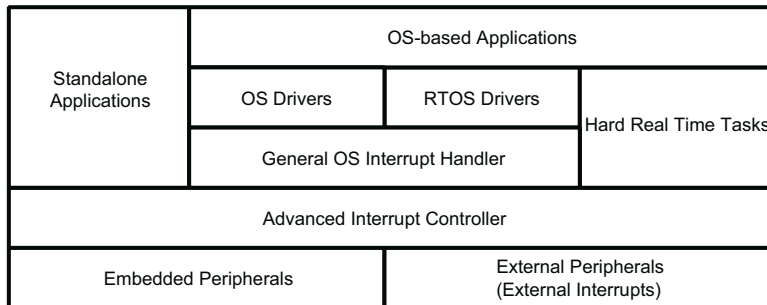 OS-based Applications
Standalone
Applications
OS Drivers
RTOS Drivers
Hard Real Time Tasks
General OS Interrupt Handler
Advanced Interrupt Controller
Embedded Peripherals
External Peripherals
(External Interrupts)